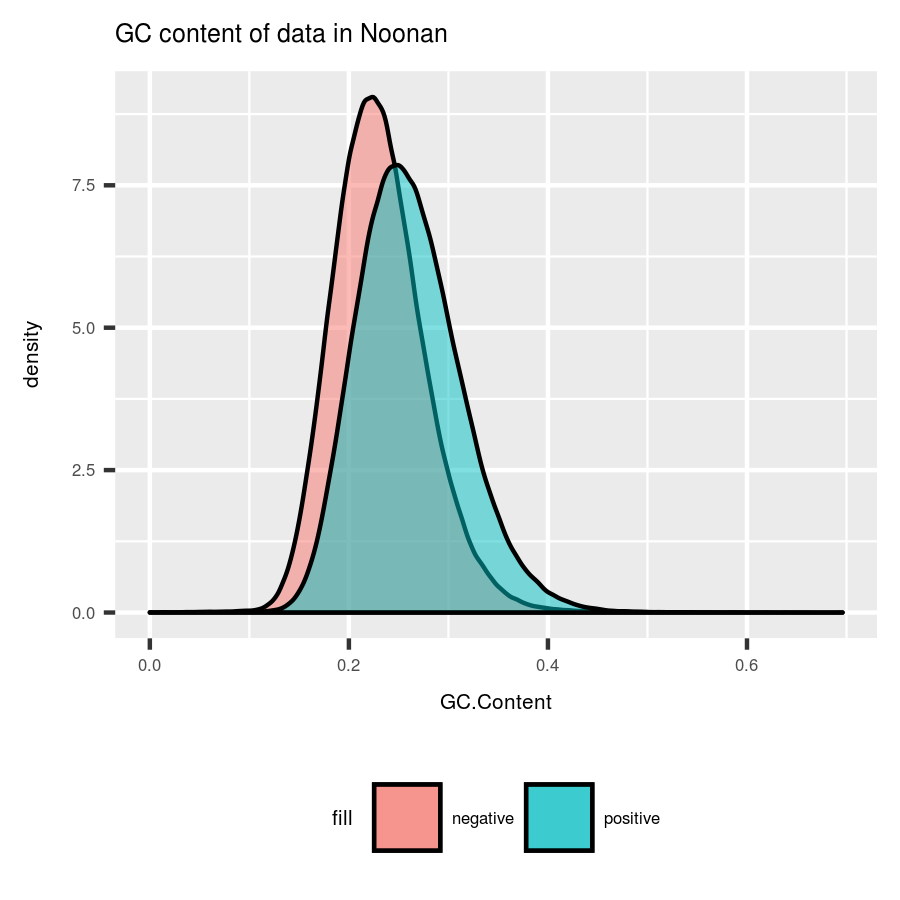 GC content of data in Noonan
density
7.5
5.0
2.5
0.0
0.0 0.2 0.4 0.6
GC.Content
fill negative positive